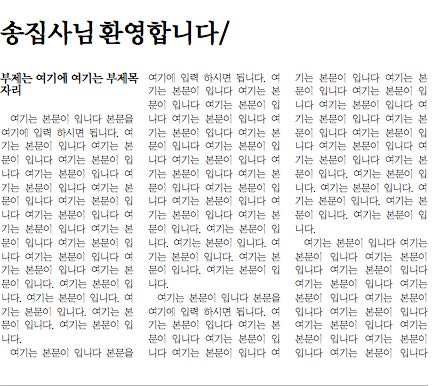 송집사님 환영합니다/
부제는 여기에 여기는 부제목
자리
여기는 본문이 입니다 본문을
여기에 입력 하시면 됩니다. 여
기는 본문이 입니다 여기는 본
문이 입니다 여기는 본문이 입
니다 여기는 본문이 입니다 여
기는 본문이 입니다 여기는 본
문이 입니다 여기는 본문이 입
니다 여기는 본문이 입니다 여
기는 본문이 입니다 여기는 본
문이 입니다 여기는 본문이 입
니다 여기는 본문이 입니다 여
기는 본문이 입니다 여기는 본
문이 입니다 여기는 본문이 입
니다. 여기는 본문이 입니다. 여
기는 본문이 입니다. 여기는 본
문이 입니다. 여기는 본문이 입
니다.
여기는 본문이 입니다 본문을
여기에 입력 하시면 됩니다. 여
기는 본문이 입니다 여기는 본
문이 입니다 여기는 본문이 입
니다 여기는 본문이 입니다 여
기는 본문이 입니다 여기는 본
문이 입니다 여기는 본문이 입
니다 여기는 본문이 입니다 여
기는 본문이 입니다 여기는 본
문이 입니다 여기는 본문이 입
니다 여기는 본문이 입니다 여
기는 본문이 입니다 여기는 본
문이 입니다 여기는 본문이 입
니다. 여기는 본문이 입니다. 여
기는 본문이 입니다. 여기는 본
문이 입니다. 여기는 본문이 입
니다.
여기는 본문이 입니다 본문을
여기에 입력 하시면 됩니다. 여
기는 본문이 입니다 여기는 본
문이 입니다 여기는 본문이 입
니다 여기는 본문이 입니다 여
기는 본문이 입니다 여기는 본
문이 입니다 여기는 본문이 입
니다 여기는 본문이 입니다 여
기는 본문이 입니다 여기는 본
문이 입니다 여기는 본문이 입
니다 여기는 본문이 입니다 여
기는 본문이 입니다 여기는 본
문이 입니다. 여기는 본문이 입
니다. 여기는 본문이 입니다. 여
기는 본문이 입니다. 여기는 본
문이 입니다. 여기는 본문이 입
니다.
여기는 본문이 입니다 여기는
본문이 입니다 여기는 본문이
입니다 여기는 본문이 입니다
여기는 본문이 입니다 여기는
본문이 입니다 여기는 본문이
입니다 여기는 본문이 입니다
여기는 본문이 입니다 여기는
본문이 입니다 여기는 본문이
입니다 여기는 본문이 입니다